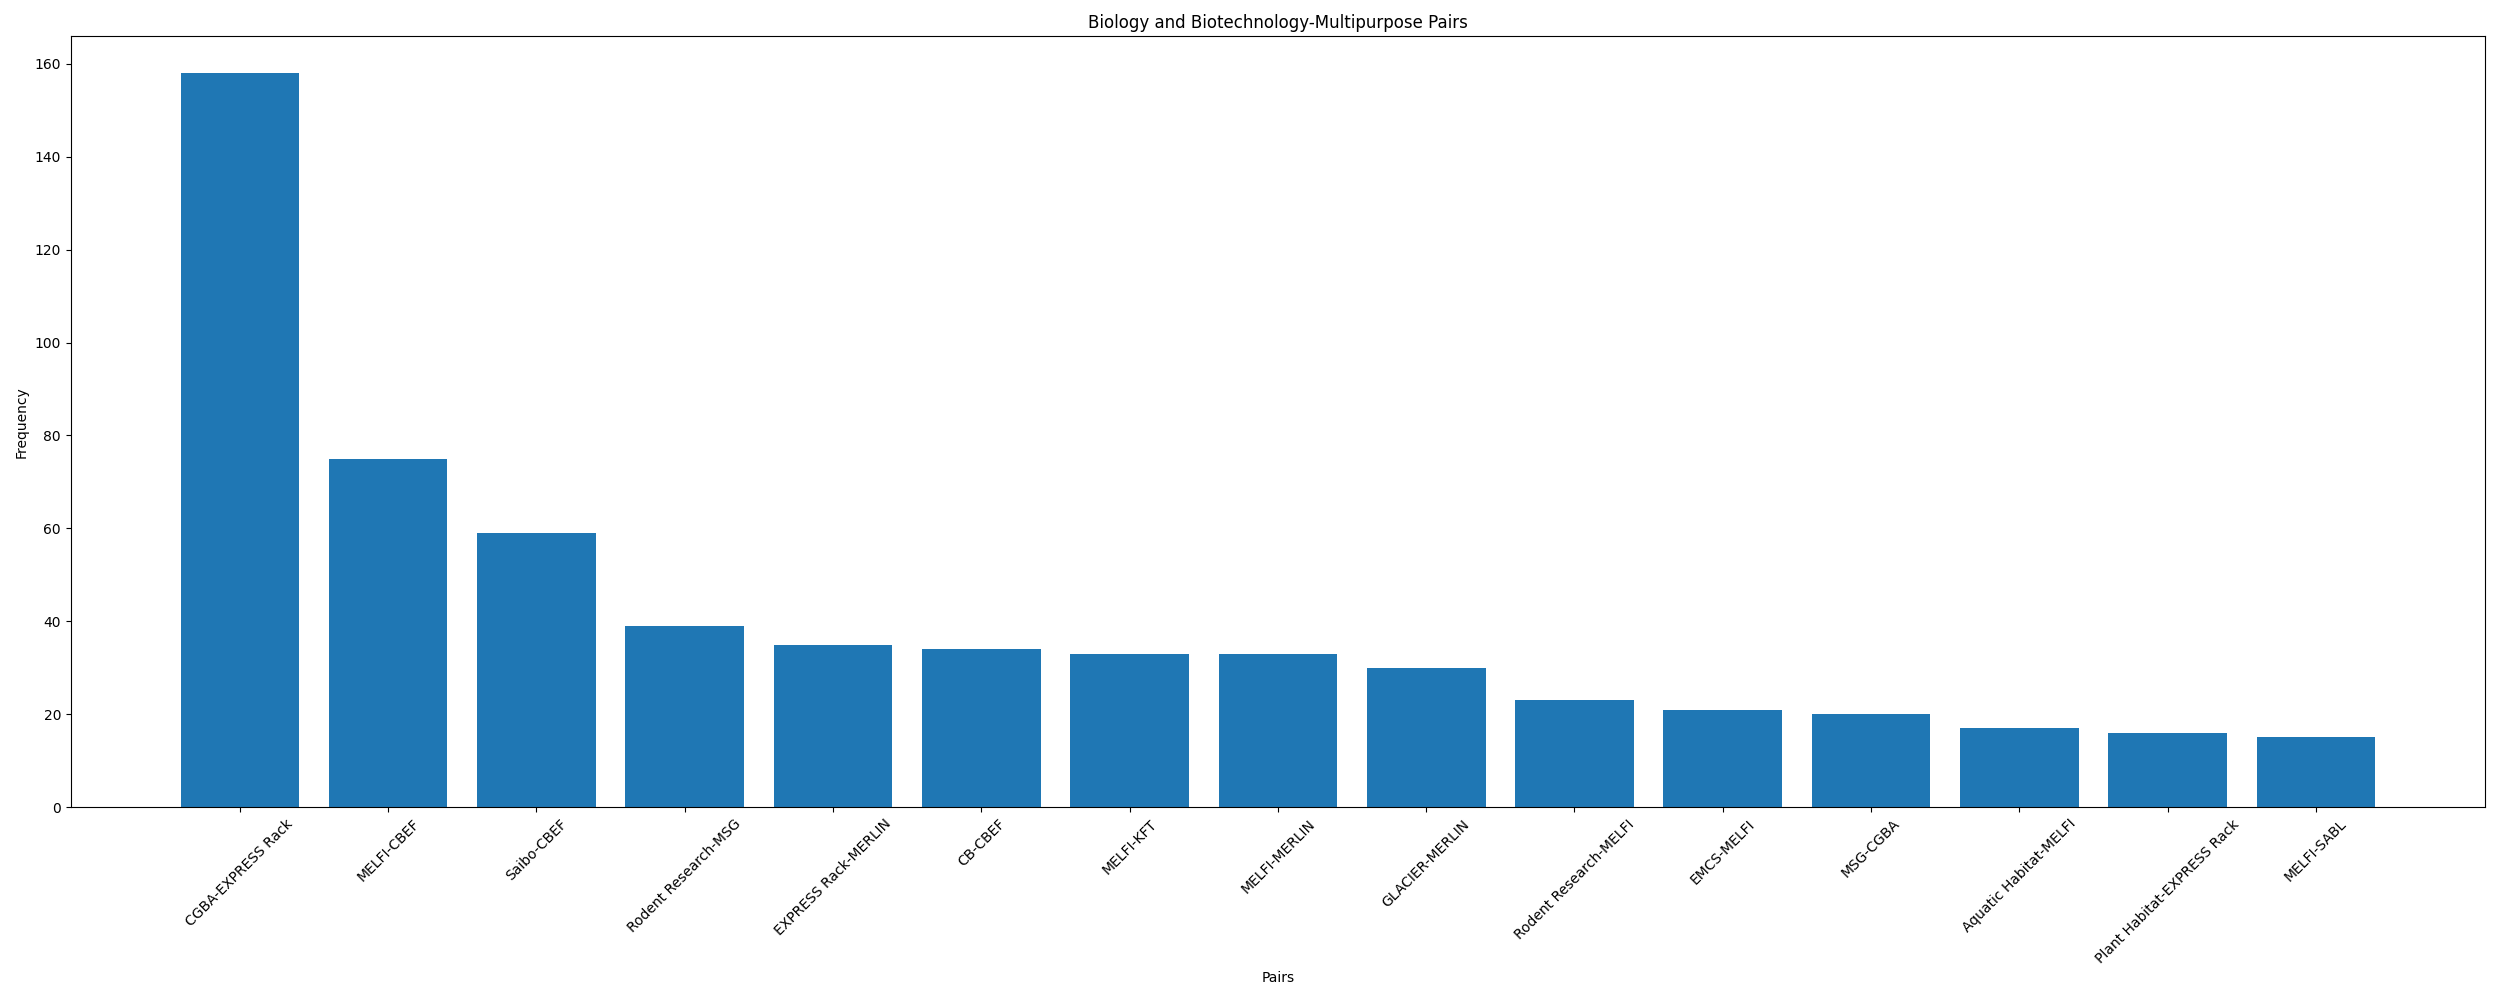 Biology and Biotechnology-Multipurpose Pairs
160
140
120
100
80
60
40
20
0
Frequency
CGBA-EXPRESS Rack
MELFI-CBEF
Saibo-CBEF
Rodent Research-MSG
EXPRESS Rack-MERLIN
CB-CBEF
MELFI-KFT
MELFI-MERLIN
GLACIER-MERLIN
Rodent Research-MELFI
EMCS-MELFI
MSG-CGBA
Aquatic Habitat-MELFI
Plant Habitat-EXPRESS Rack
MELFI-SABL
Pairs